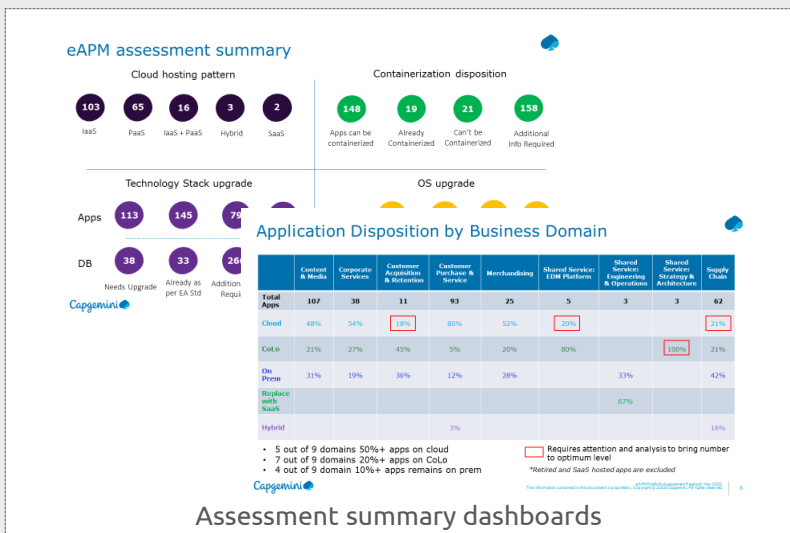 eAPM assessment summary
Cloud hosting pattern
Containerization disposition
103 65 16 3 2
IaaS PaaS IaaS + PaaS Hybrid SaaS
148 19 21 158
Apps can be containerized
Already Containerized
Can't be Containerized
Additional Info Required
Technology Stack upgrade
OS upgrade
Apps 113 145 79
DB 38 33
Needs Upgrade
Already as per EA Std
Capgemini
Application Disposition by Business Domain
Content & Media
Corporate Services
Customer Acquisition & Retention
Customer Purchase & Service
Merchandising
Shared Service: EDM Platform
Shared Service: Engineering & Operations
Shared Service: Strategy & Architecture
Supply Chain
Total Apps 107 38 11 93 25 5 3 3 62
Cloud 48% 54% 18% 80% 52% 20% 21%
CoLo 21% 27% 45% 5% 20% 80% 100% 21%
On Prem 31% 19% 36% 12% 28% 33% 42%
Replace with SaaS 67%
Hybrid 3% 16%
• 5 out of 9 domains 50%+ apps on cloud
• 7 out of 9 domains 20%+ apps on CoLo
• 4 out of 9 domain 10%+ apps remains on prem
Requires attention and analysis to bring number
to optimum level
*Retired and SaaS hosted apps are excluded
Capgemini
8
Assessment summary dashboards